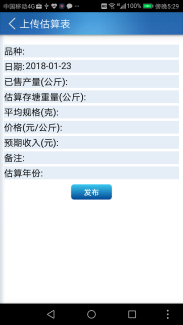 中国移动4G
100% 傍晚5:29
上传估算表
品种:
日期: 2018-01-23
已售产量(公斤):
估算存塘重量(公斤):
平均规格(克):
价格(元/公斤):
预期收入(元):
备注:
估算年份:
发布